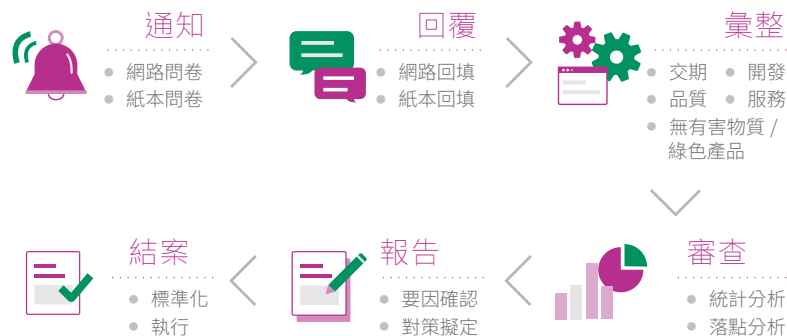 通知
網路問卷
紙本問卷
回覆
網路回填
紙本回填
彙整
交期 開發
品質 服務
無有害物質 /
綠色產品
審查
統計分析
落點分析
報告
要因確認
對策擬定
結案
標準化
執行